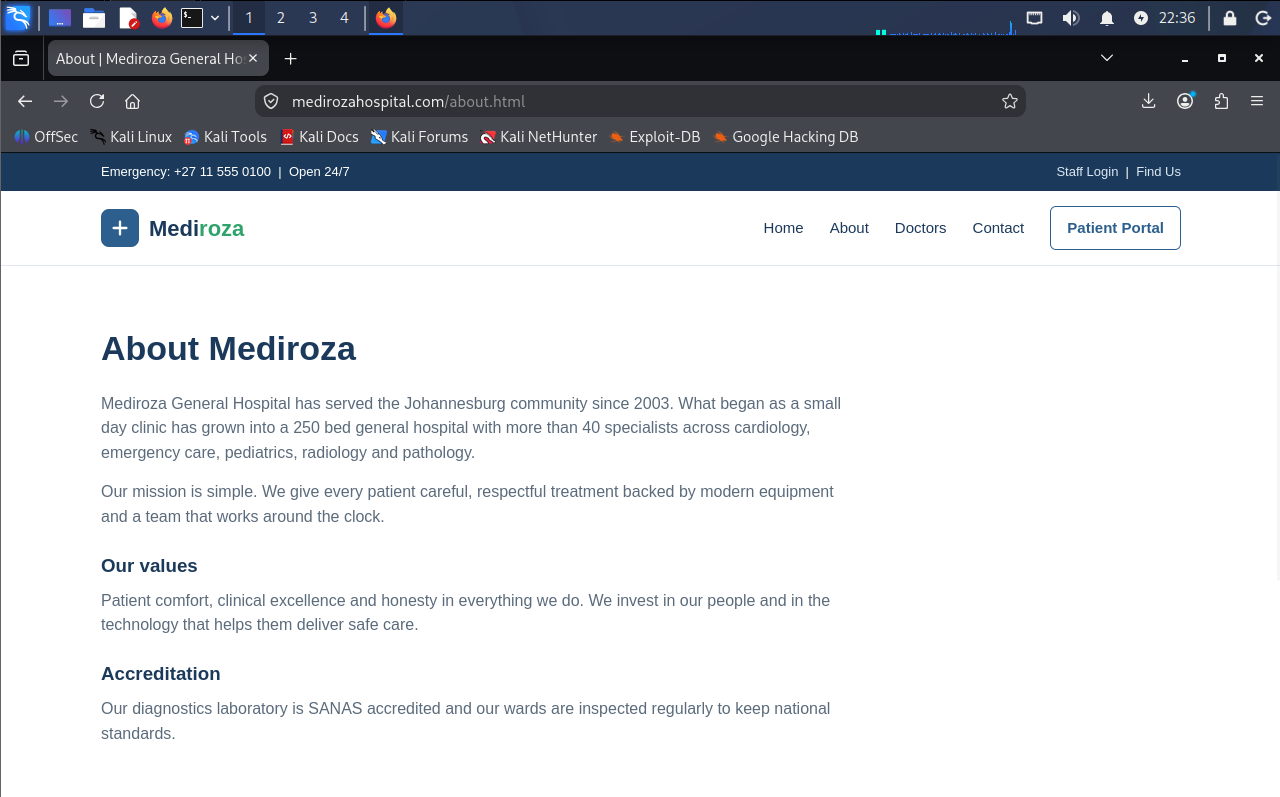 1 2 3 4 22:36
About | Mediroza General Ho
medirozahospital.com/about.html
OffSec Kali Linux Kali Tools Kali Docs Kali Forums Kali NetHunter Exploit-DB Google Hacking DB
Emergency: +27 11 555 0100 | Open 24/7 Staff Login | Find Us
Mediroza Home About Doctors Contact Patient Portal
About Mediroza
Mediroza General Hospital has served the Johannesburg community since 2003. What began as a small
day clinic has grown into a 250 bed general hospital with more than 40 specialists across cardiology,
emergency care, pediatrics, radiology and pathology.
Our mission is simple. We give every patient careful, respectful treatment backed by modern equipment
and a team that works around the clock.
Our values
Patient comfort, clinical excellence and honesty in everything we do. We invest in our people and in the
technology that helps them deliver safe care.
Accreditation
Our diagnostics laboratory is SANAS accredited and our wards are inspected regularly to keep national
standards.